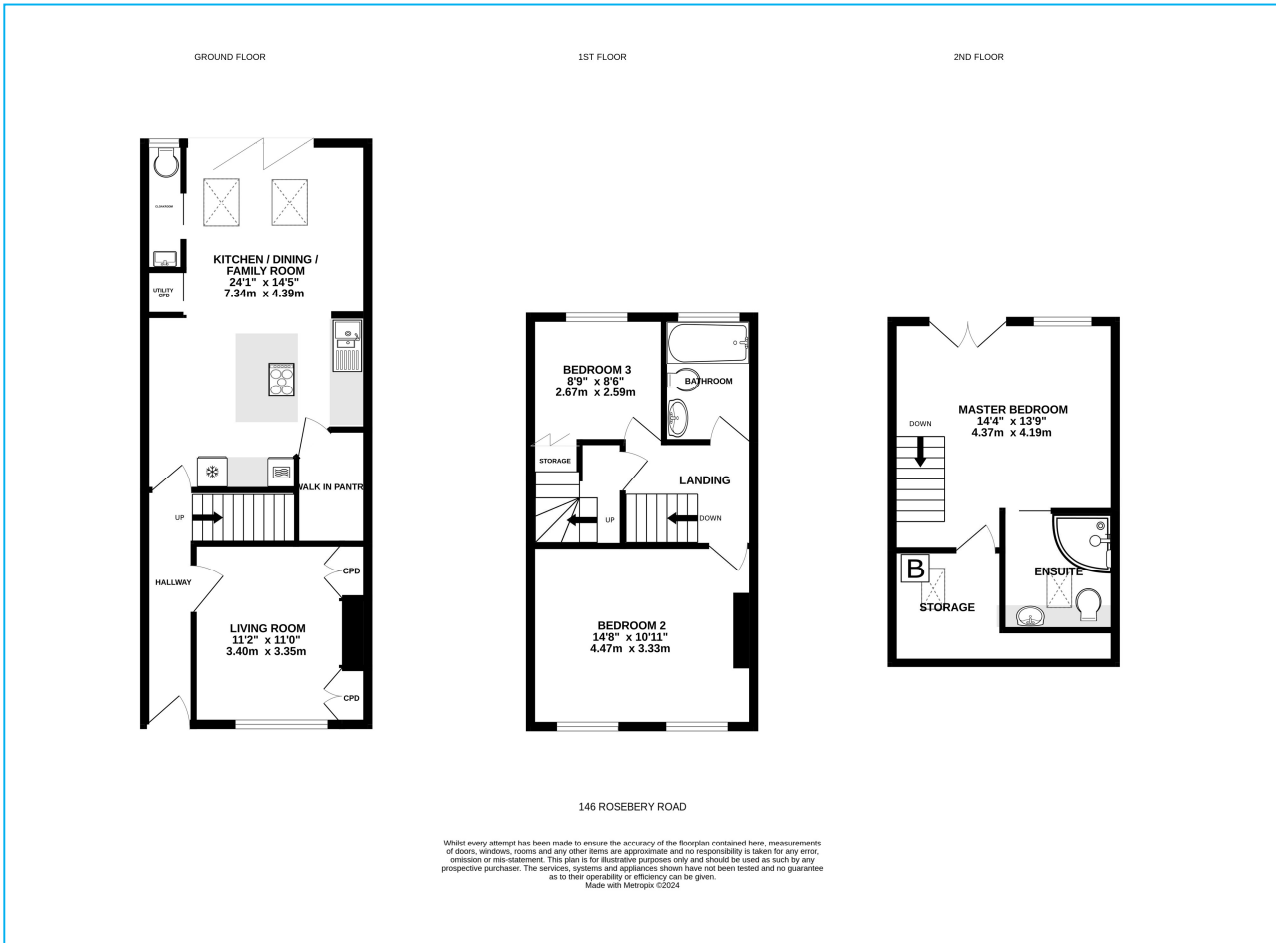 GROUND FLOOR
1ST FLOOR
2ND FLOOR
CLOAKROOM
KITCHEN / DINING /
FAMILY ROOM
24'1" x 14'5"
7.34m x 4.39m
UTILITY
CPD
WALK IN PANTR
UP
HALLWAY
CPD
LIVING ROOM
11'2" x 11'0"
3.40m x 3.35m
CPD
BEDROOM 3
8'9" x 8'6"
2.67m x 2.59m
BATHROOM
STORAGE
LANDING
UP
DOWN
BEDROOM 2
14'8" x 10'11"
4.47m x 3.33m
MASTER BEDROOM
14'4" x 13'9"
4.37m x 4.19m
DOWN
B
ENSUITE
STORAGE
146 ROSEBERY ROAD
Whilst every attempt has been made to ensure the accuracy of the floorplan contained here, measurements
of doors, windows, rooms and any other items are approximate and no responsibility is taken for any error,
omission or mis-statement. This plan is for illustrative purposes only and should be used as such by any
prospective purchaser. The services, systems and appliances shown have not been tested and no guarantee
as to their operability or efficiency can be given.
Made with Metropix ©2024